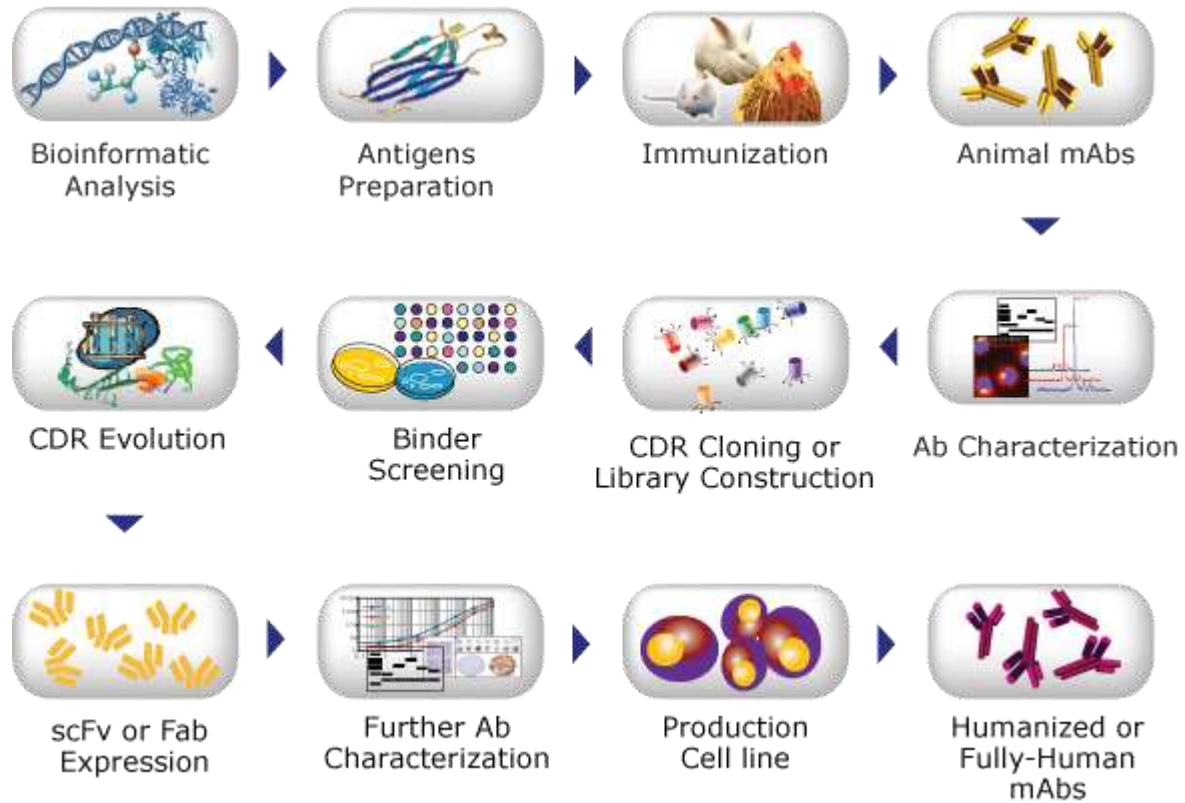 Bioinformatic
Analysis
Antigens
Preparation
Immunization
Animal mAbs
Ab Characterization
CDR Cloning or
Library Construction
Binder
Screening
CDR Evolution
scFv or Fab
Expression
Further Ab
Characterization
Production
Cell line
Humanized or
Fully-Human
mAbs